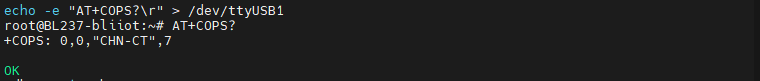 echo -e "AT+COPS?\r" > /dev/ttyUSB1
root@BL237-bliiot:~# AT+COPS?
+COPS: 0,0,"CHN-CT",7
OK